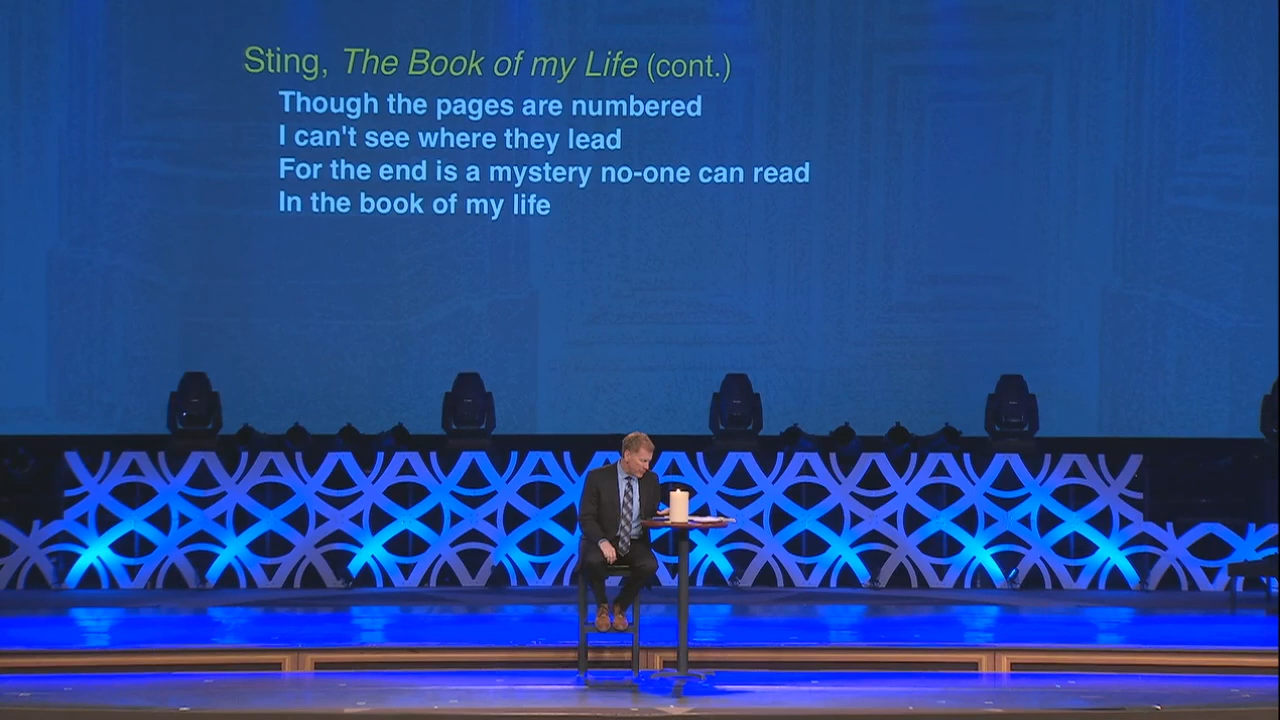 Sting, The Book of my Life (cont.)
Though the pages are numbered
I can't see where they lead
For the end is a mystery no-one can read
In the book of my life